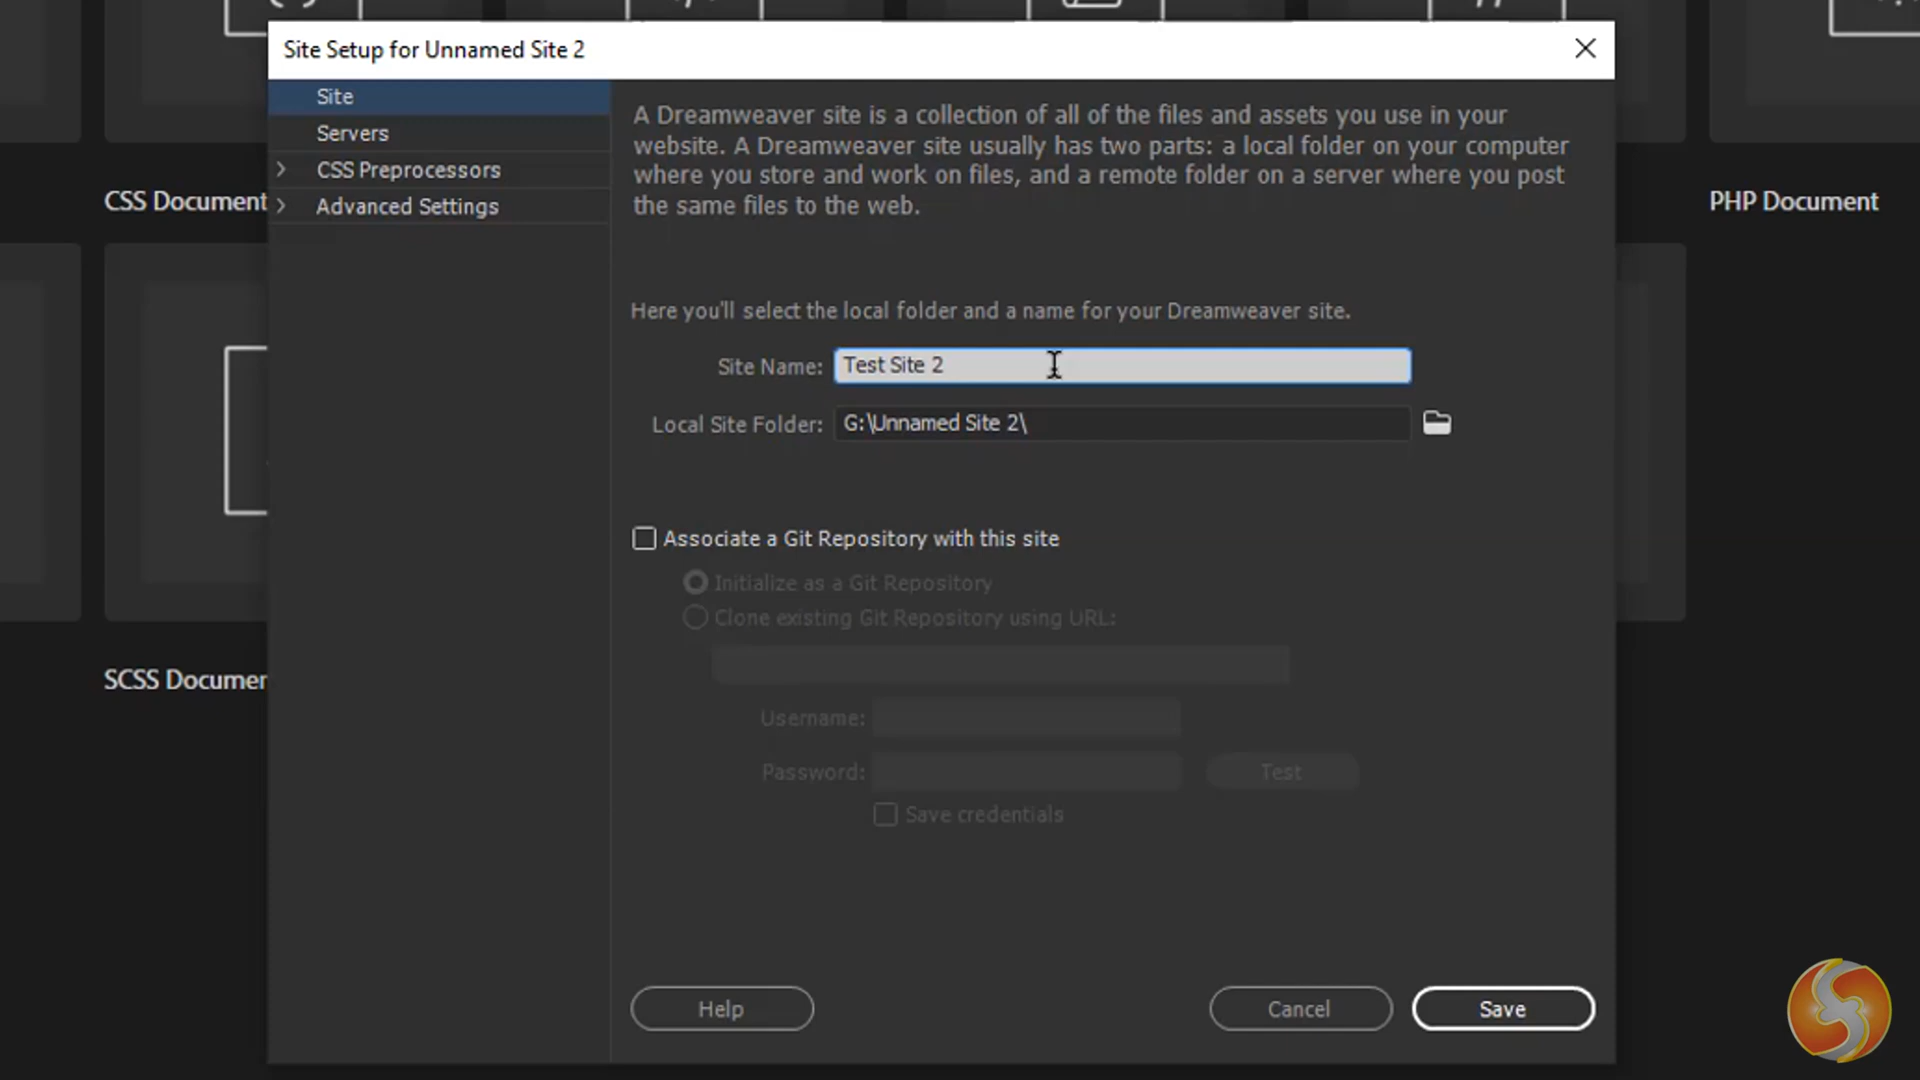 Site Setup for Unnamed Site 2
Site
Servers
CSS Preprocessors
Advanced Settings
A Dreamweaver site is a collection of all of the files and assets you use in your
website. A Dreamweaver site usually has two parts: a local folder on your computer
where you store and work on files, and a remote folder on a server where you post
the same files to the web.
Here you'll select the local folder and a name for your Dreamweaver site.
Site Name: Test Site 2
Local Site Folder: G:\Unnamed Site 2\
Associate a Git Repository with this site
Initialize as a Git Repository
Clone existing Git Repository using URL:
Username:
Password:
Test
Save credentials
Help
Cancel
Save
CSS Document
PHP Document
SCSS Documen